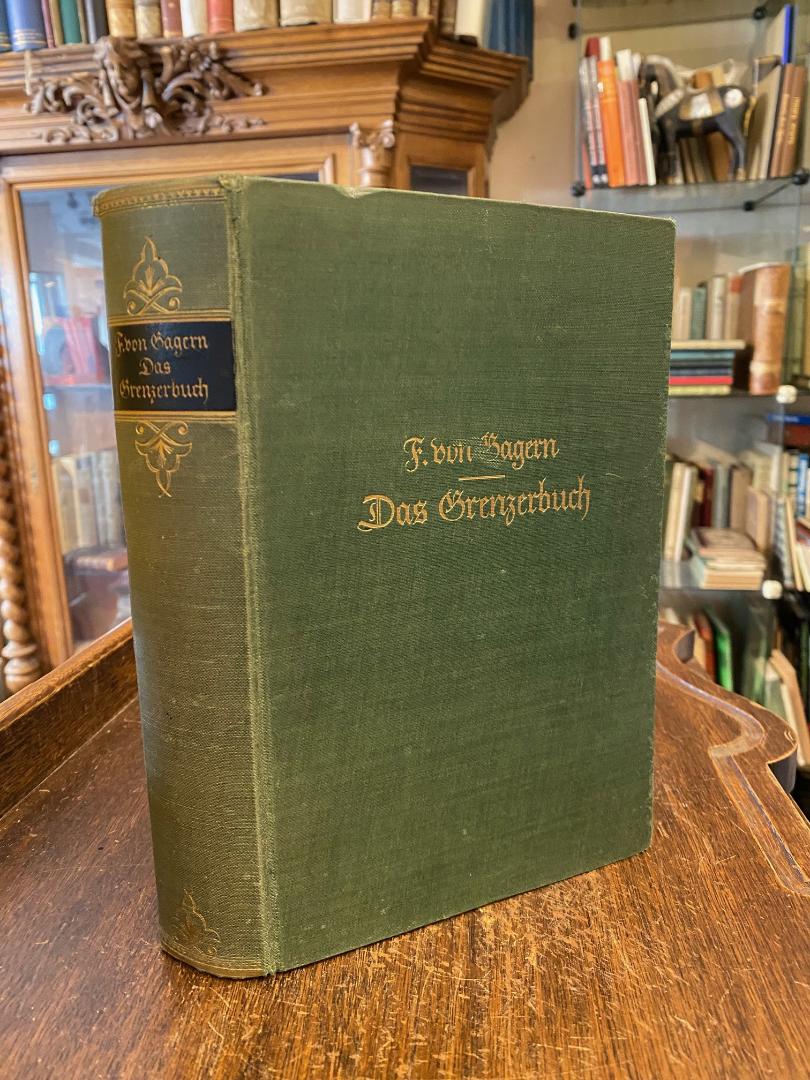 F. von Gagern
Das
Grenzerbuch
F. von Gagern
Das Grenzerbuch